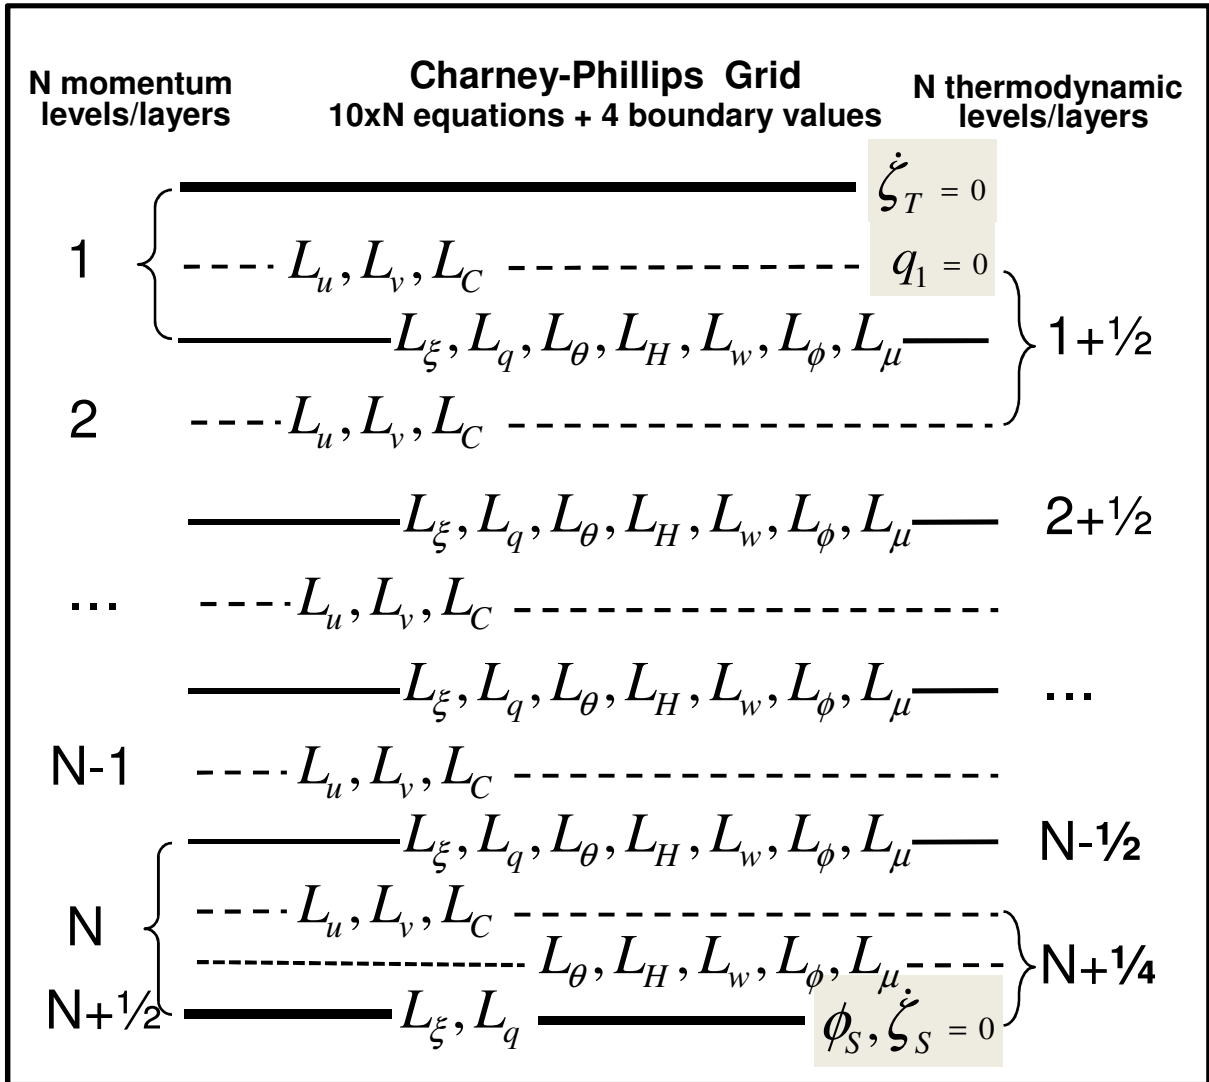 Charney-Phillips Grid
10xN equations + 4 boundary values
N momentum
levels/layers
N thermodynamic
levels/layers
ζ̇_T = 0
1 L_u, L_v, L_C q_1 = 0
L_ξ, L_q, L_θ, L_H, L_w, L_ϕ, L_μ 1+½
2 L_u, L_v, L_C
L_ξ, L_q, L_θ, L_H, L_w, L_ϕ, L_μ 2+½
... L_u, L_v, L_C
L_ξ, L_q, L_θ, L_H, L_w, L_ϕ, L_μ ...
N-1 L_u, L_v, L_C
L_ξ, L_q, L_θ, L_H, L_w, L_ϕ, L_μ N-½
N L_u, L_v, L_C
L_θ, L_H, L_w, L_ϕ, L_μ N+¼
N+½ L_ξ, L_q ϕ_S, ζ̇_S = 0